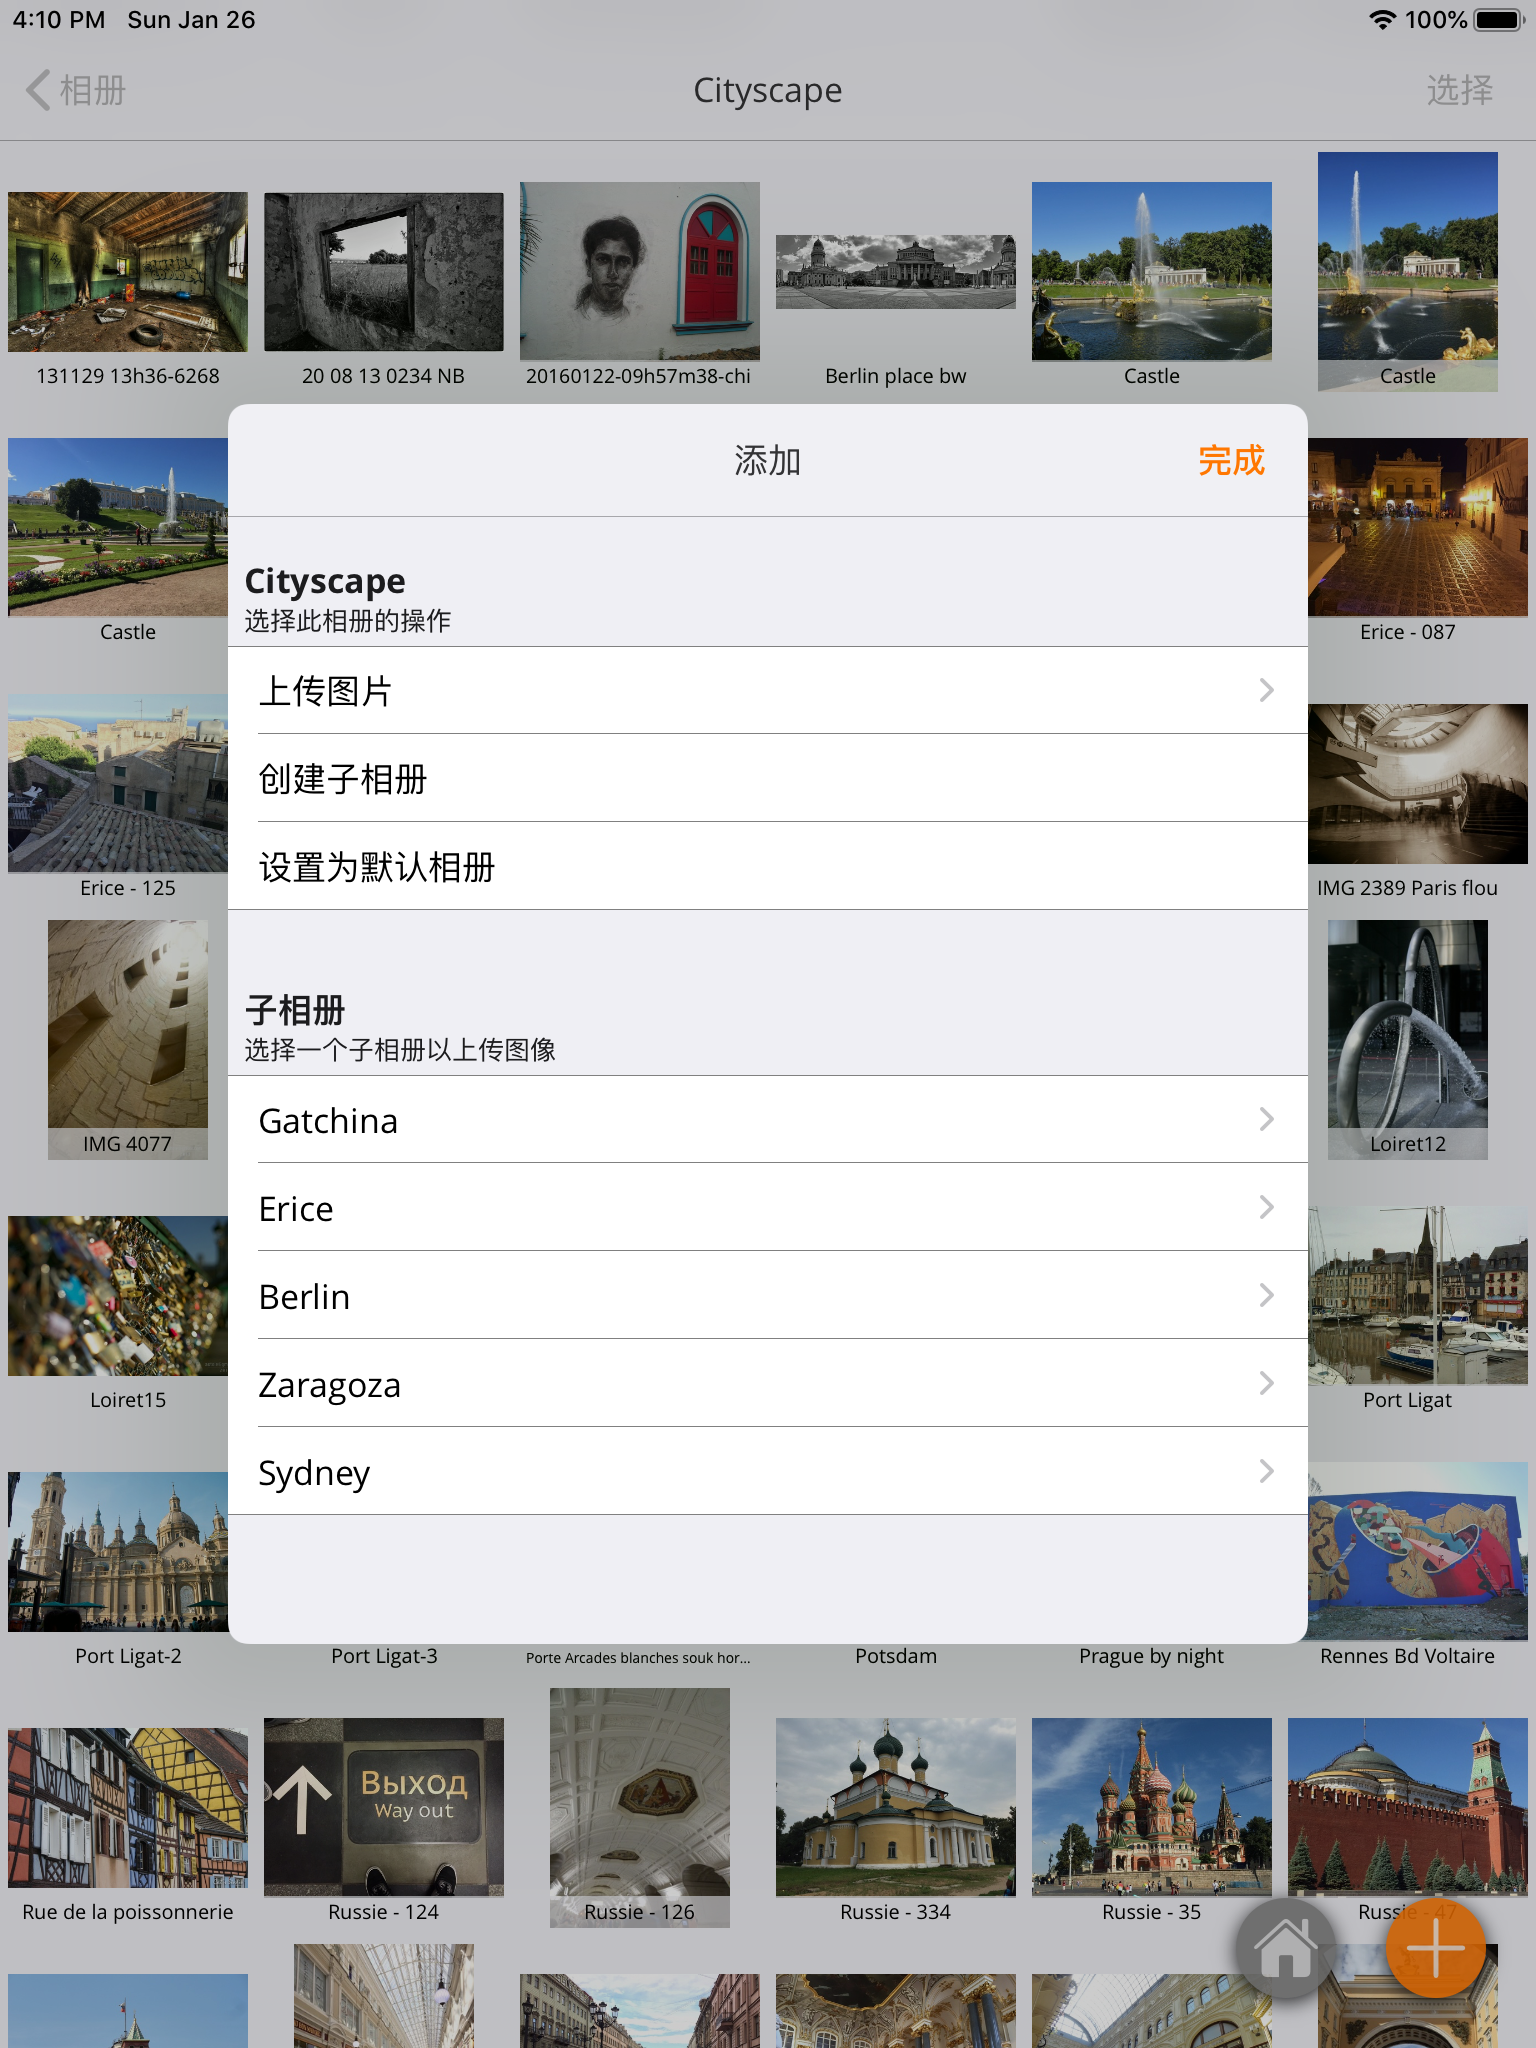 4:10 PM Sun Jan 26 100%
相册 Cityscape 选择
131129 13h36-6268
20 08 13 0234 NB
20160122-09h57m38-chi
Berlin place bw
Castle
Castle
添加 完成
Castle
Erice - 087
Cityscape
选择此相册的操作
上传图片
创建子相册
设置为默认相册
Erice - 125
IMG 2389 Paris flou
子相册
选择一个子相册以上传图像
Gatchina
IMG 4077
Loiret12
Erice
Berlin
Zaragoza
Loiret15
Port Ligat
Sydney
Port Ligat-2
Port Ligat-3
Porte Arcades blanches souk hor...
Potsdam
Prague by night
Rennes Bd Voltaire
Выход
Way out
Rue de la poissonnerie
Russie - 124
Russie - 126
Russie - 334
Russie - 35
Russie - 47